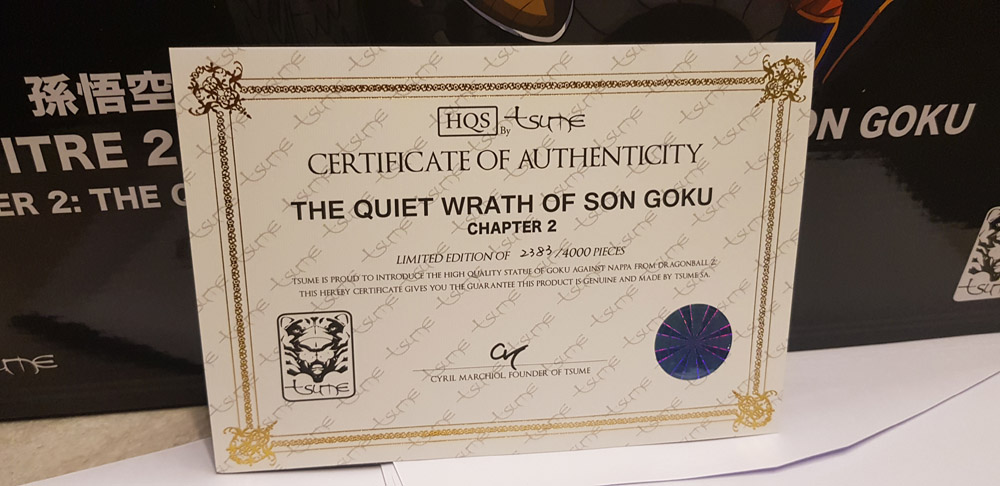 孫悟空
ITRE 2
ER 2: THE Q
ON GOKU
HQS By tsume
CERTIFICATE OF AUTHENTICITY
THE QUIET WRATH OF SON GOKU
CHAPTER 2
LIMITED EDITION OF 2383/4000 PIECES
TSUME IS PROUD TO INTRODUCE THE HIGH QUALITY STATUE OF GOKU AGAINST NAPPA FROM DRAGONBALL Z.
THIS HEREBY CERTIFICATE GIVES YOU THE GUARANTEE THIS PRODUCT IS GENUINE AND MADE BY TSUME SA.
tsume
CYRIL MARCHIOL, FOUNDER OF TSUME